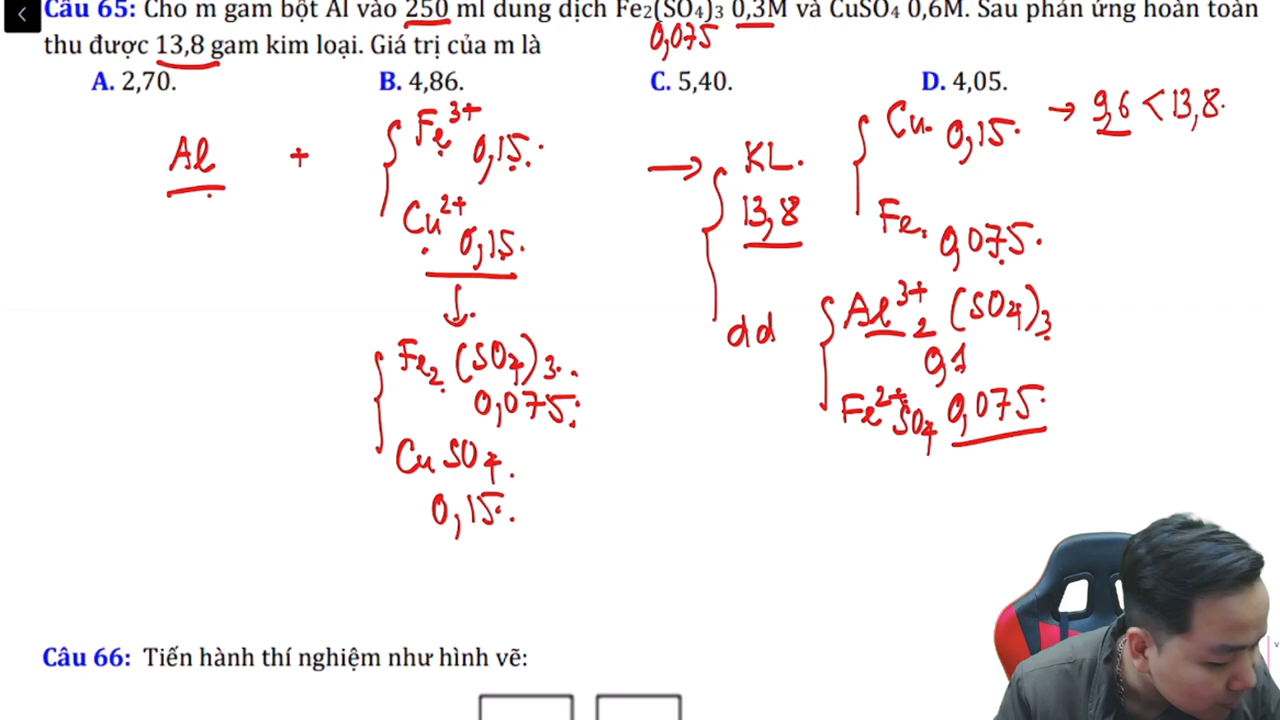 Câu 65: Cho m gam bột Al vào 250 ml dung dịch Fe2(SO4)3 0,3M và CuSO4 0,6M. Sau phản ứng hoàn toàn
0,075
thu được 13,8 gam kim loại. Giá trị của m là
A. 2,70. B. 4,86. C. 5,40. D. 4,05.
Al + { Fe3+ 0,15. → { KL. { Cu 0,15. → 9,6 < 13,8.
Cu2+ 0,15. 13,8 Fe 0,075.
↓ dd { Al3+2 (SO4)3
{ Fe2(SO4)3 0,1
0,075 Fe2+SO4 0,075.
CuSO4.
0,15.
Câu 66: Tiến hành thí nghiệm như hình vẽ: